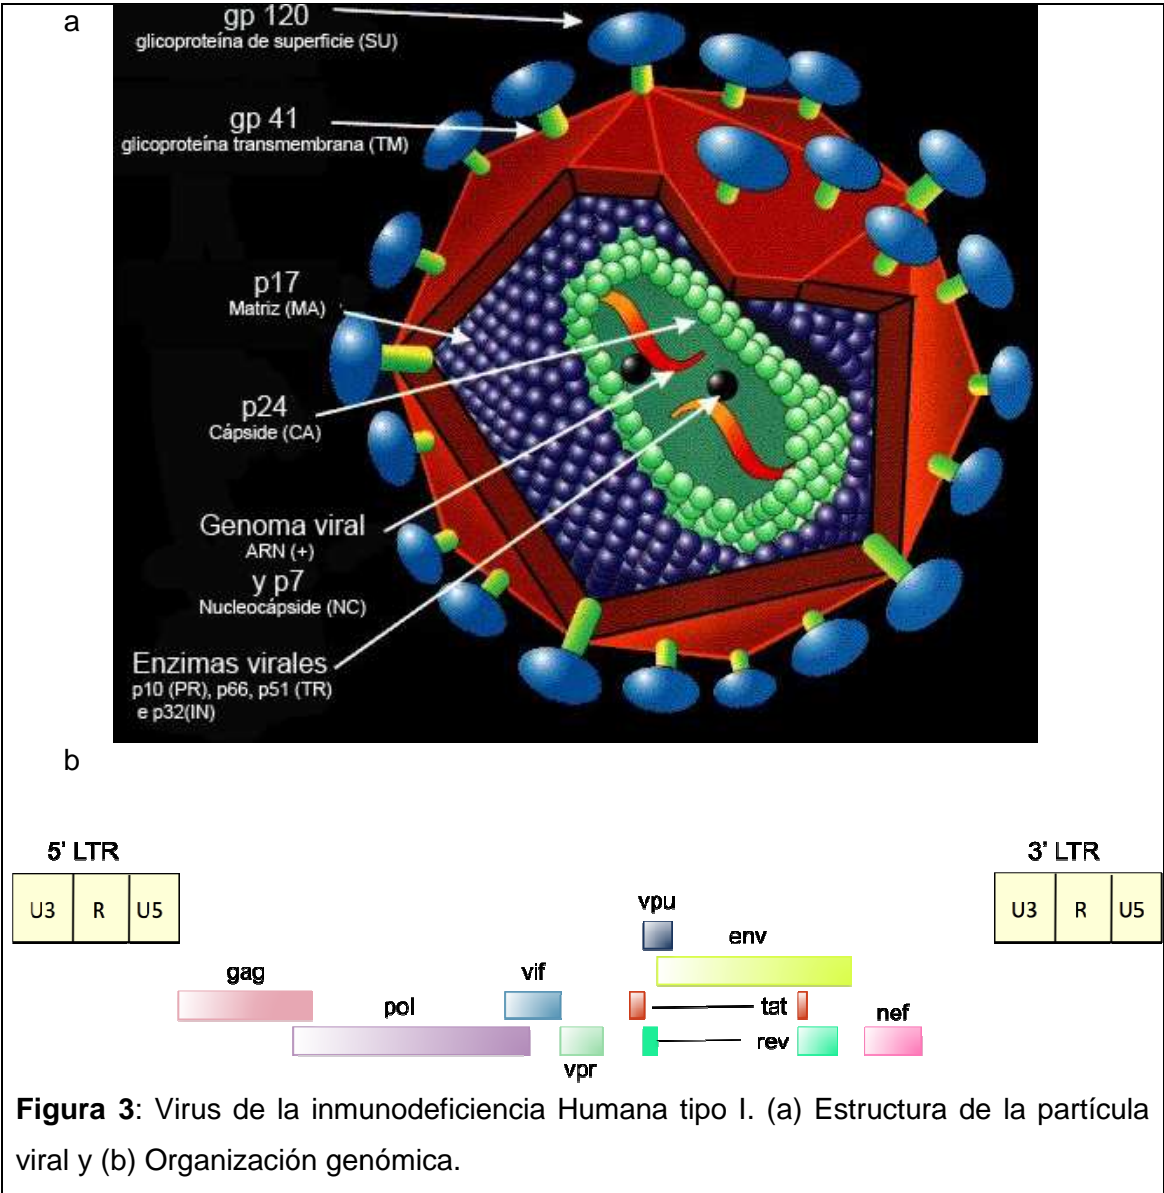 a
gp 120
glicoproteína de superficie (SU)
gp 41
glicoproteína transmembrana (TM)
p17
Matriz (MA)
p24
Cápside (CA)
Genoma viral
ARN (+)
y p7
Nucleocápside (NC)
Enzimas virales
p10 (PR), p66, p51 (TR)
e p32(IN)
b
5' LTR
3' LTR
U3 R U5
U3 R U5
vpu
env
gag
vif
pol
tat
nef
rev
vpr
Figura 3: Virus de la inmunodeficiencia Humana tipo I. (a) Estructura de la partícula
viral y (b) Organización genómica.